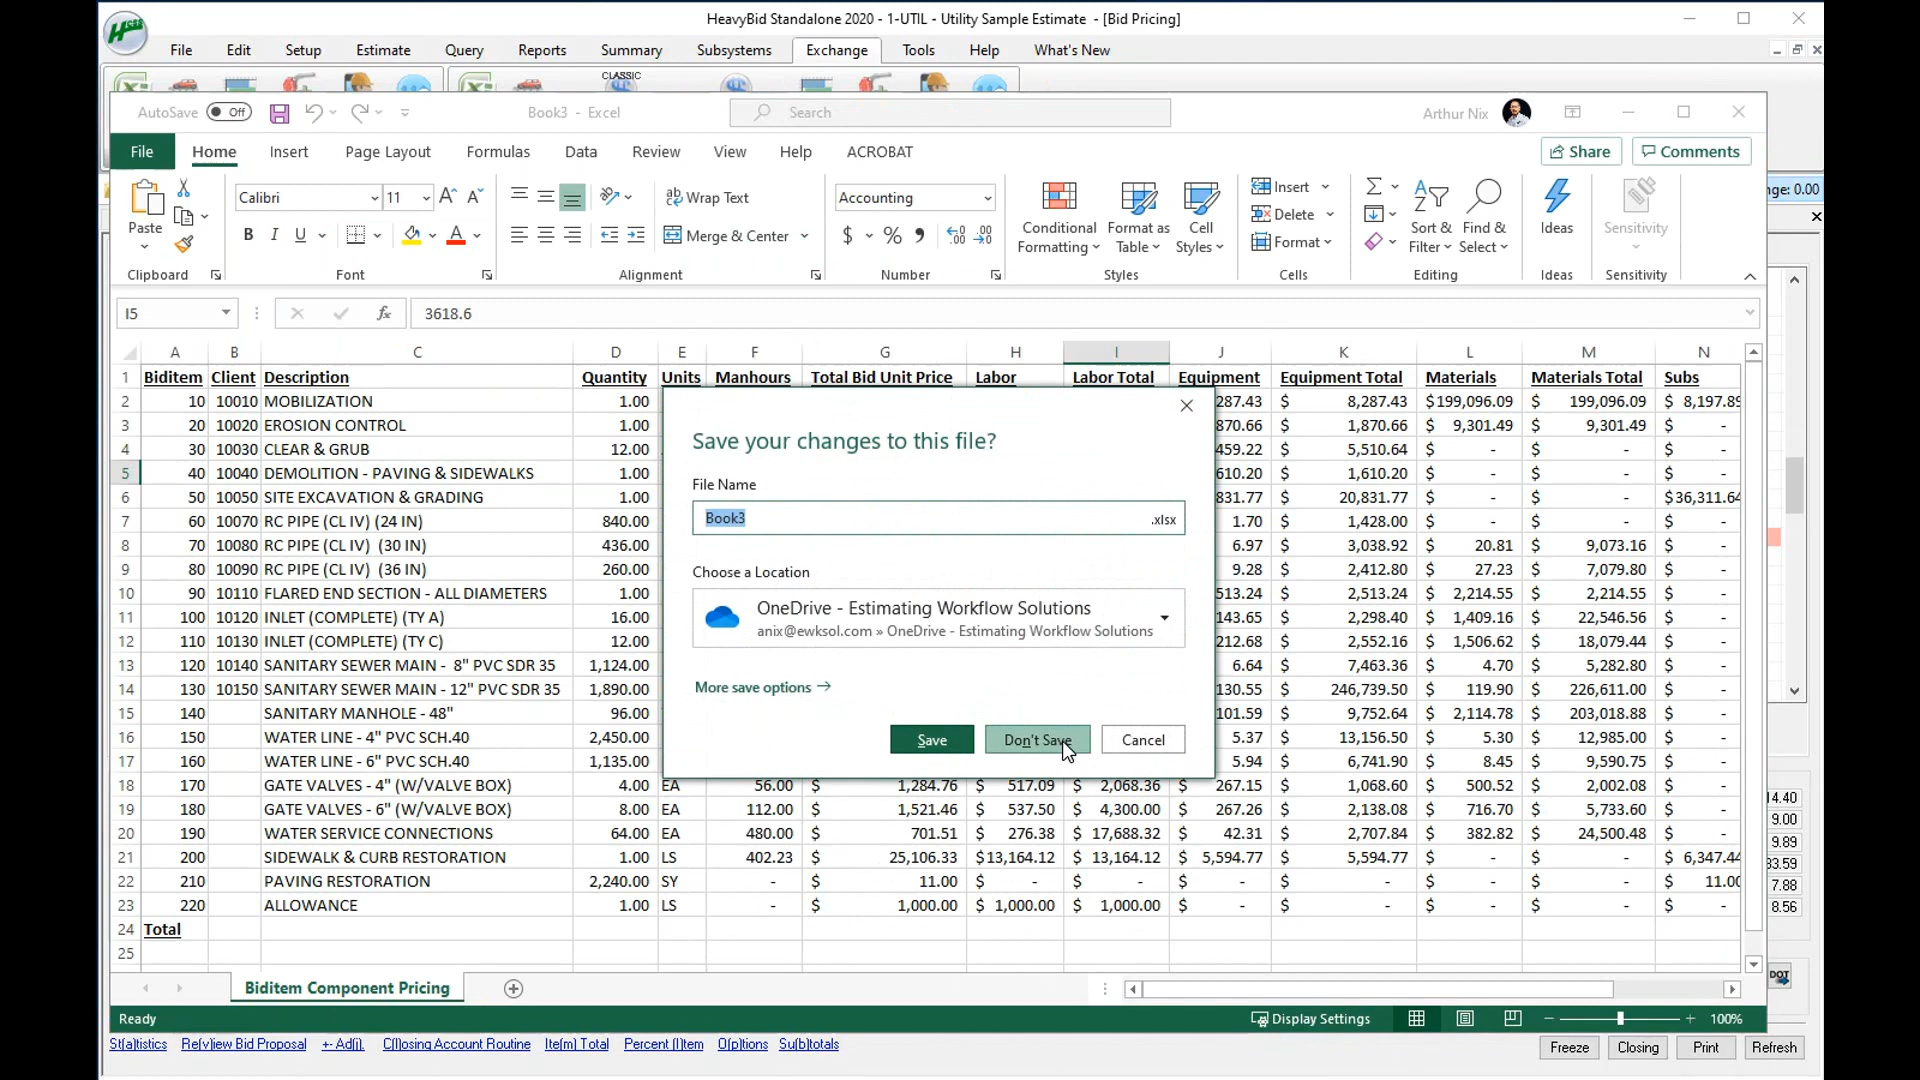 HeavyBid Standalone 2020 - 1-UTIL - Utility Sample Estimate - [Bid Pricing]
File Edit Setup Estimate Query Reports Summary Subsystems Exchange Tools Help What's New
CLASSIC
AutoSave Off Book3 - Excel Search Arthur Nix
File Home Insert Page Layout Formulas Data Review View Help ACROBAT Share Comments
nge: 0.00
Paste Calibri 11 Wrap Text Accounting Insert
B I U Merge & Center $ % Conditional Formatting Format as Table Cell Styles Delete Format Sort & Filter Find & Select Ideas Sensitivity
Clipboard Font Alignment Number Styles Cells Editing Ideas Sensitivity
I5 fx 3618.6
A B C D E F G H I J K L M N
1 Biditem Client Description Quantity Units Manhours Total Bid Unit Price Labor Labor Total Equipment Equipment Total Materials Materials Total Subs
2 10 10010 MOBILIZATION 1.00 287.43 $ 8,287.43 $199,096.09 $ 199,096.09 $ 8,197.89
3 20 10020 EROSION CONTROL 1.00 870.66 $ 1,870.66 $ 9,301.49 $ 9,301.49 $ -
4 30 10030 CLEAR & GRUB 12.00 459.22 $ 5,510.64 $ - $ - $ -
5 40 10040 DEMOLITION - PAVING & SIDEWALKS 1.00 610.20 $ 1,610.20 $ - $ - $ -
6 50 10050 SITE EXCAVATION & GRADING 1.00 831.77 $ 20,831.77 $ - $ - $36,311.64
7 60 10070 RC PIPE (CL IV) (24 IN) 840.00 1.70 $ 1,428.00 $ - $ - $ -
8 70 10080 RC PIPE (CL IV) (30 IN) 436.00 6.97 $ 3,038.92 $ 20.81 $ 9,073.16 $ -
9 80 10090 RC PIPE (CL IV) (36 IN) 260.00 9.28 $ 2,412.80 $ 27.23 $ 7,079.80 $ -
10 90 10110 FLARED END SECTION - ALL DIAMETERS 1.00 513.24 $ 2,513.24 $ 2,214.55 $ 2,214.55 $ -
11 100 10120 INLET (COMPLETE) (TY A) 16.00 143.65 $ 2,298.40 $ 1,409.16 $ 22,546.56 $ -
12 110 10130 INLET (COMPLETE) (TY C) 12.00 212.68 $ 2,552.16 $ 1,506.62 $ 18,079.44 $ -
13 120 10140 SANITARY SEWER MAIN - 8" PVC SDR 35 1,124.00 6.64 $ 7,463.36 $ 4.70 $ 5,282.80 $ -
14 130 10150 SANITARY SEWER MAIN - 12" PVC SDR 35 1,890.00 130.55 $ 246,739.50 $ 119.90 $ 226,611.00 $ -
15 140 SANITARY MANHOLE - 48" 96.00 101.59 $ 9,752.64 $ 2,114.78 $ 203,018.88 $ -
16 150 WATER LINE - 4" PVC SCH.40 2,450.00 5.37 $ 13,156.50 $ 5.30 $ 12,985.00 $ -
17 160 WATER LINE - 6" PVC SCH.40 1,135.00 5.94 $ 6,741.90 $ 8.45 $ 9,590.75 $ -
18 170 GATE VALVES - 4" (W/VALVE BOX) 4.00 EA 56.00 $ 1,284.76 $ 517.09 $ 2,068.36 $ 267.15 $ 1,068.60 $ 500.52 $ 2,002.08 $ -
19 180 GATE VALVES - 6" (W/VALVE BOX) 8.00 EA 112.00 $ 1,521.46 $ 537.50 $ 4,300.00 $ 267.26 $ 2,138.08 $ 716.70 $ 5,733.60 $ -
20 190 WATER SERVICE CONNECTIONS 64.00 EA 480.00 $ 701.51 $ 276.38 $ 17,688.32 $ 42.31 $ 2,707.84 $ 382.82 $ 24,500.48 $ -
21 200 SIDEWALK & CURB RESTORATION 1.00 LS 402.23 $ 25,106.33 $13,164.12 $ 13,164.12 $ 5,594.77 $ 5,594.77 $ - $ - $ 6,347.44
22 210 PAVING RESTORATION 2,240.00 SY - $ 11.00 $ - $ - $ - $ - $ - $ - $ 11.00
23 220 ALLOWANCE 1.00 LS - $ 1,000.00 $ 1,000.00 $ 1,000.00 $ - $ - $ - $ - $ -
24 Total
25
Save your changes to this file?
File Name
Book3 .xlsx
Choose a Location
OneDrive - Estimating Workflow Solutions
anix@ewksol.com » OneDrive - Estimating Workflow Solutions
More save options →
Save Don't Save Cancel
14.40
9.00
9.89
33.59
7.88
8.56
DOT
Biditem Component Pricing
Ready Display Settings 100%
St(a)tistics Re(v)iew Bid Proposal +- Ad(j). C(l)osing Account Routine Ite(m) Total Percent (I)tem O(p)tions Su(b)totals Freeze Closing Print Refresh